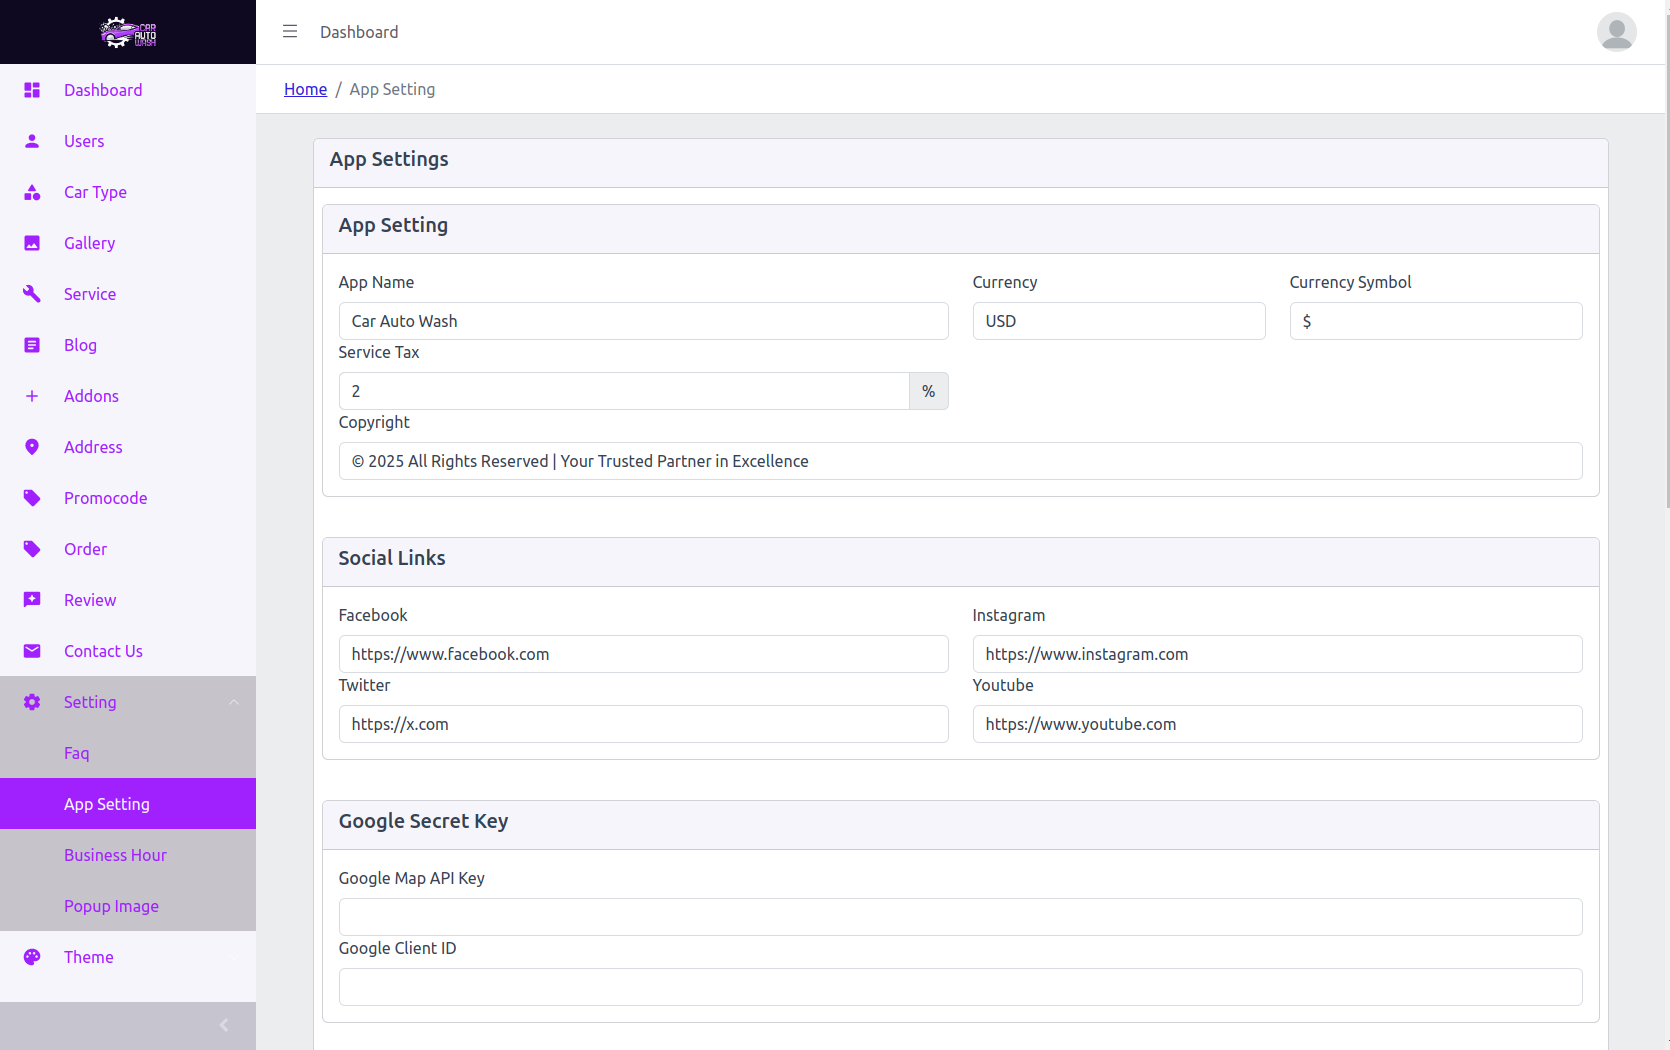 CAR
AUTO
WASH
Dashboard
Users
Car Type
Gallery
Service
Blog
Addons
Address
Promocode
Order
Review
Contact Us
Setting
Faq
App Setting
Business Hour
Popup Image
Theme
Dashboard
Home / App Setting
App Settings
App Setting
App Name Currency Currency Symbol
Car Auto Wash USD $
Service Tax
2 %
Copyright
© 2025 All Rights Reserved | Your Trusted Partner in Excellence
Social Links
Facebook Instagram
https://www.facebook.com https://www.instagram.com
Twitter Youtube
https://x.com https://www.youtube.com
Google Secret Key
Google Map API Key
Google Client ID